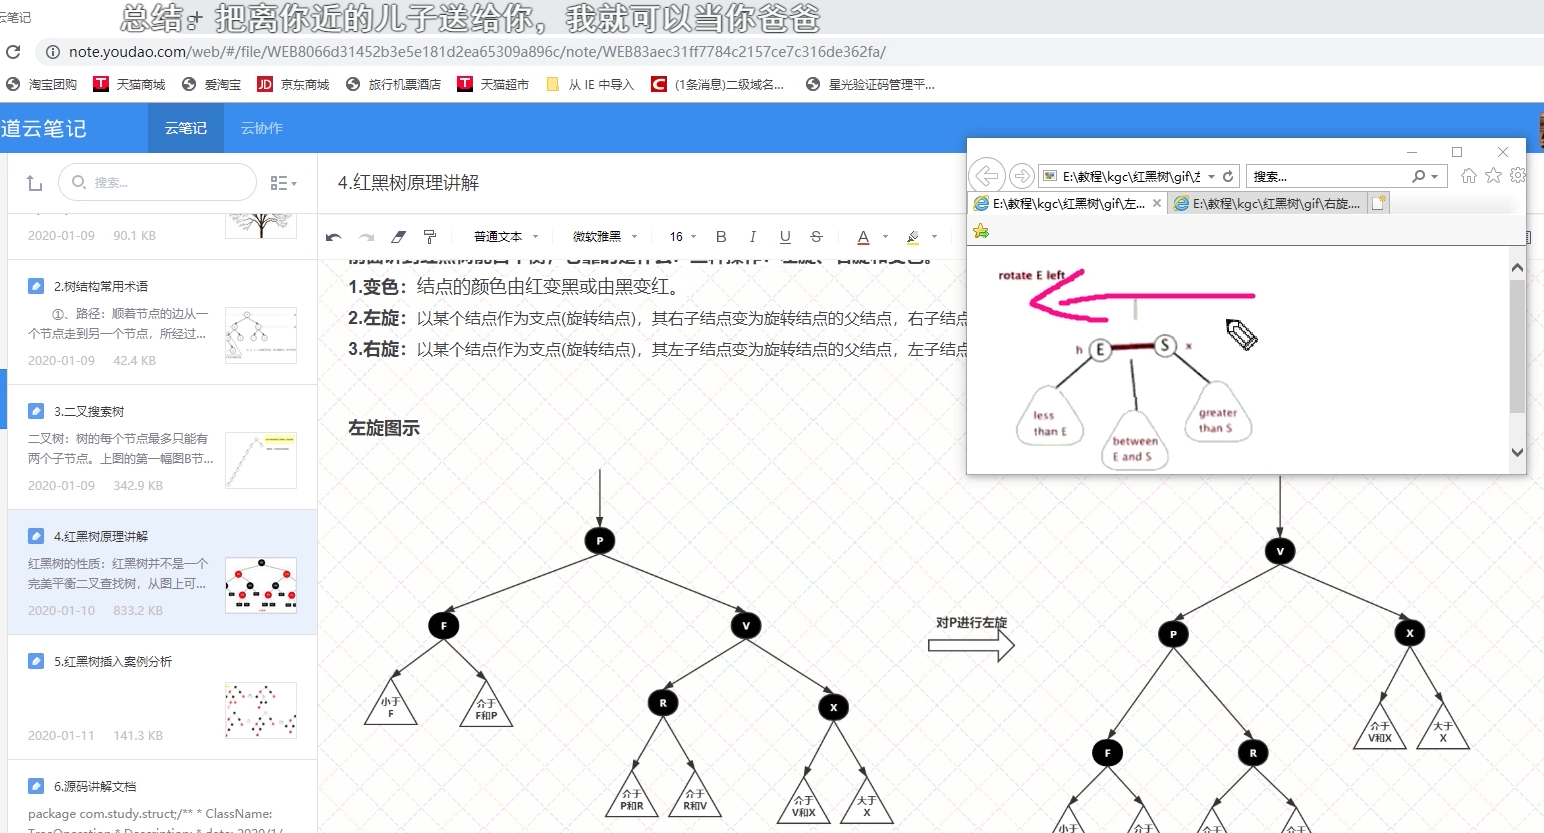 云笔记
总结：把离你近的儿子送给你，我就可以当你爸爸
note.youdao.com/web/#/file/WEB8066d31452b3e5e181d2ea65309a896c/note/WEB83aec31ff7784c2157ce7c316de362fa/
淘宝团购 天猫商城 爱淘宝 京东商城 旅行机票酒店 天猫超市 从 IE 中导入 (1条消息)二级域名... 星光验证码管理平...
道云笔记 云笔记 云协作
搜索...
2020-01-09 90.1 KB
2.树结构常用术语
①、路径：顺着节点的边从一
个节点走到另一个节点，所经过...
2020-01-09 42.4 KB
3.二叉搜索树
二叉树：树的每个节点最多只能有
两个子节点。上图的第一幅图B节...
2020-01-09 342.9 KB
4.红黑树原理讲解
红黑树的性质：红黑树并不是一个
完美平衡二叉查找树，从图上可...
2020-01-10 833.2 KB
5.红黑树插入案例分析
2020-01-11 141.3 KB
6.源码讲解文档
package com.study.struct;/** * ClassName:
4.红黑树原理讲解
普通文本 微软雅黑 16 B I U S A
1.变色：结点的颜色由红变黑或由黑变红。
2.左旋：以某个结点作为支点(旋转结点)，其右子结点变为旋转结点的父结点，右子结点
3.右旋：以某个结点作为支点(旋转结点)，其左子结点变为旋转结点的父结点，左子结点
左旋图示
P
F V
小于
F
介于
F和P
R X
介于
P和R
介于
R和V
介于
V和X
大于
X
对P进行左旋
V
P X
介于
V和X
大于
X
F R
小于 介于 介于 介于
E:\教程\kgc\红黑树\gif\左 搜索...
E:\教程\kgc\红黑树\gif\左... E:\教程\kgc\红黑树\gif\右旋....
rotate E left
h E S x
less
than E
between
E and S
greater
than S